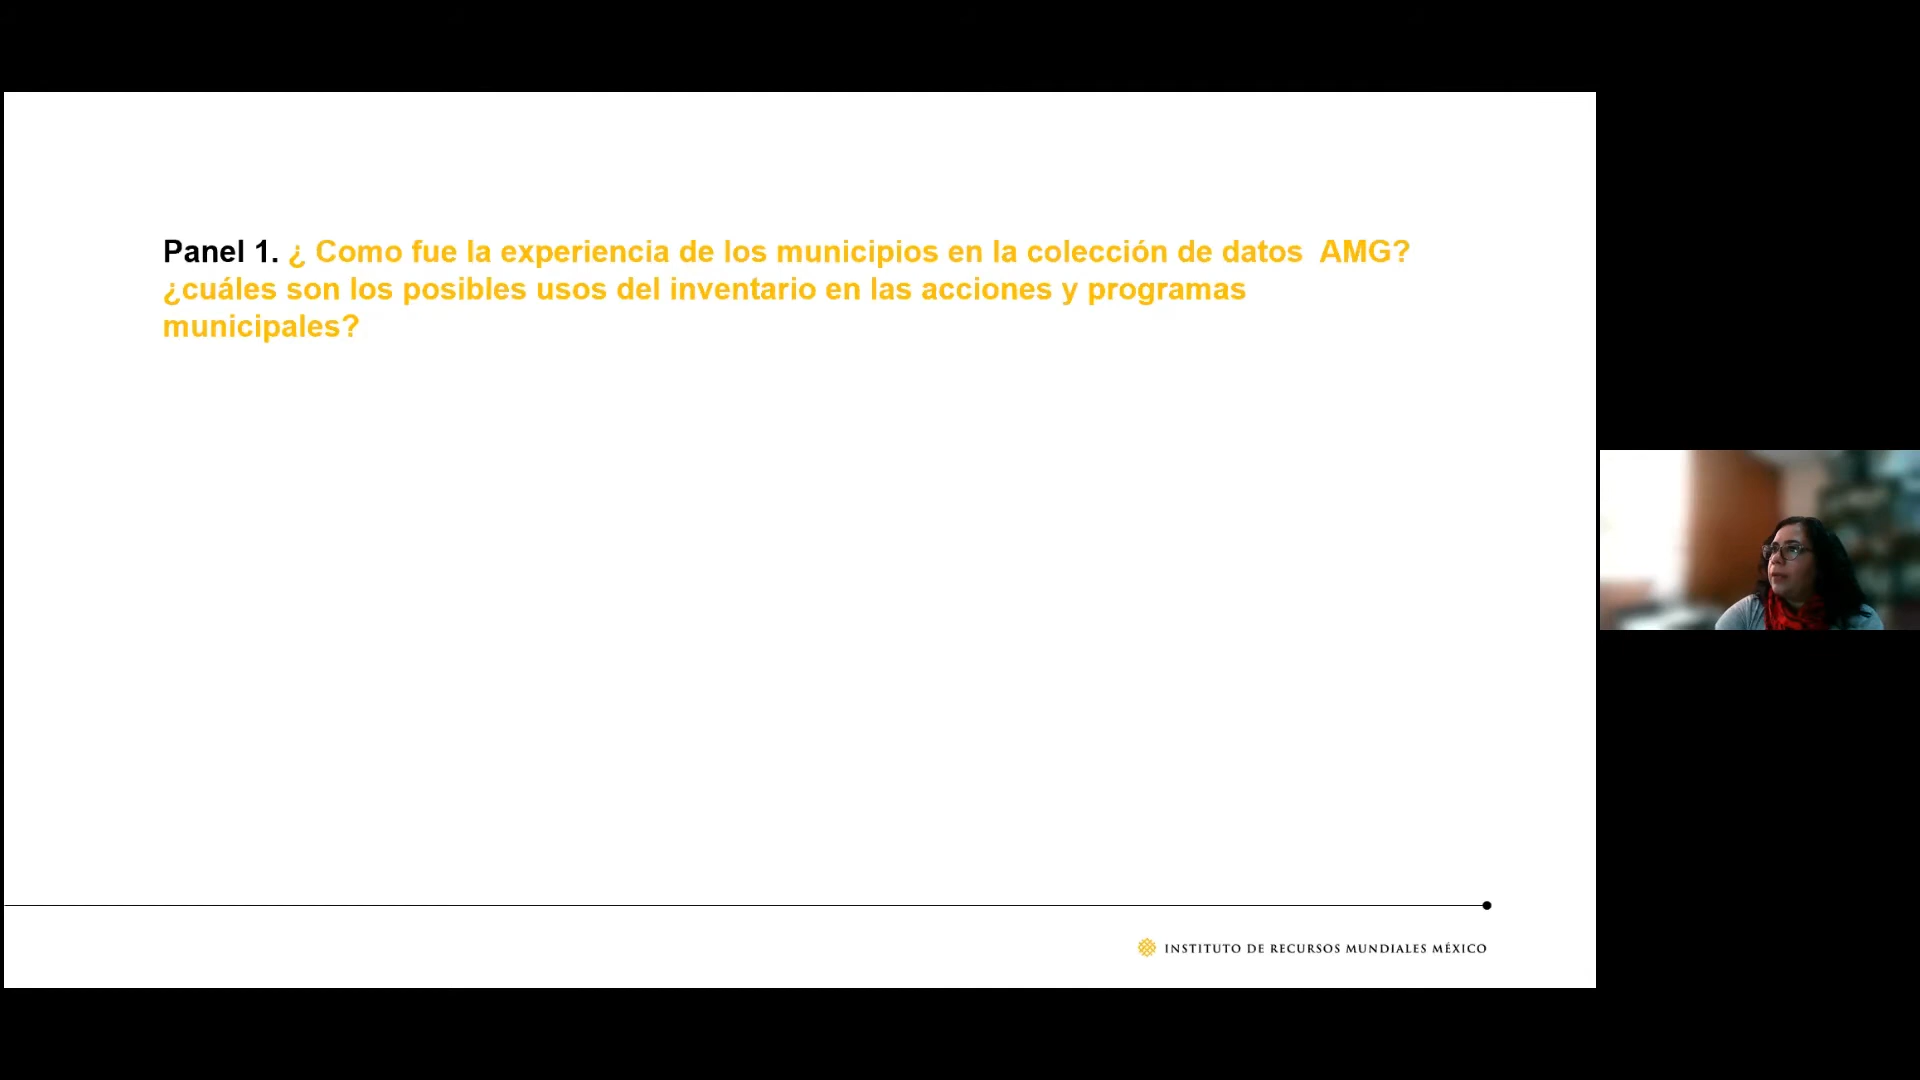 Panel 1. ¿ Como fue la experiencia de los municipios en la colección de datos  AMG?
¿cuáles son los posibles usos del inventario en las acciones y programas
municipales?
INSTITUTO DE RECURSOS MUNDIALES MÉXICO